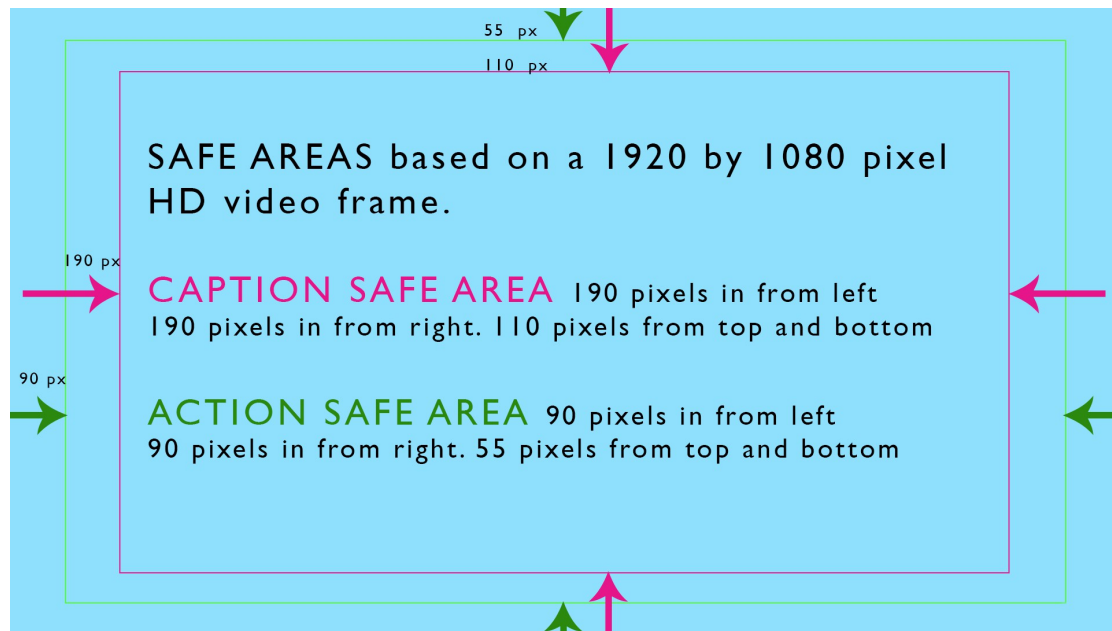 55 px
110 px
SAFE AREAS based on a 1920 by 1080 pixel
HD video frame.
190 px
CAPTION SAFE AREA 190 pixels in from left
190 pixels in from right. 110 pixels from top and bottom
90 px
ACTION SAFE AREA 90 pixels in from left
90 pixels in from right. 55 pixels from top and bottom